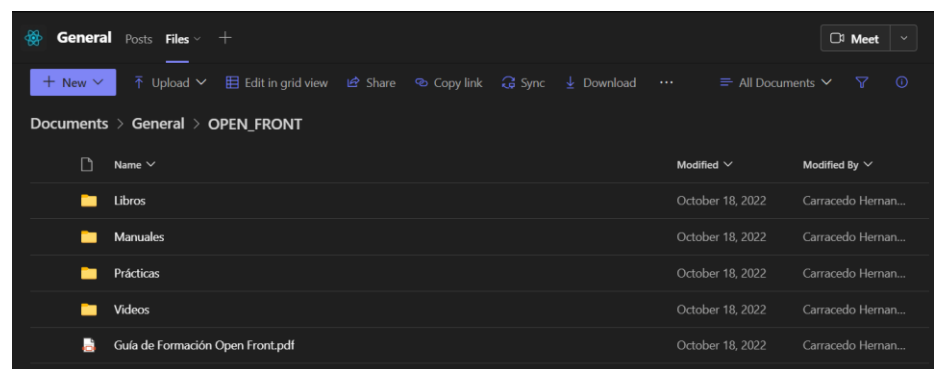 General Posts Files + Meet
+ New Upload Edit in grid view Share Copy link Sync Download ... All Documents
Documents > General > OPEN_FRONT
Name Modified Modified By
Libros October 18, 2022 Carracedo Hernan...
Manuales October 18, 2022 Carracedo Hernan...
Prácticas October 18, 2022 Carracedo Hernan...
Videos October 18, 2022 Carracedo Hernan...
Guía de Formación Open Front.pdf October 18, 2022 Carracedo Hernan...